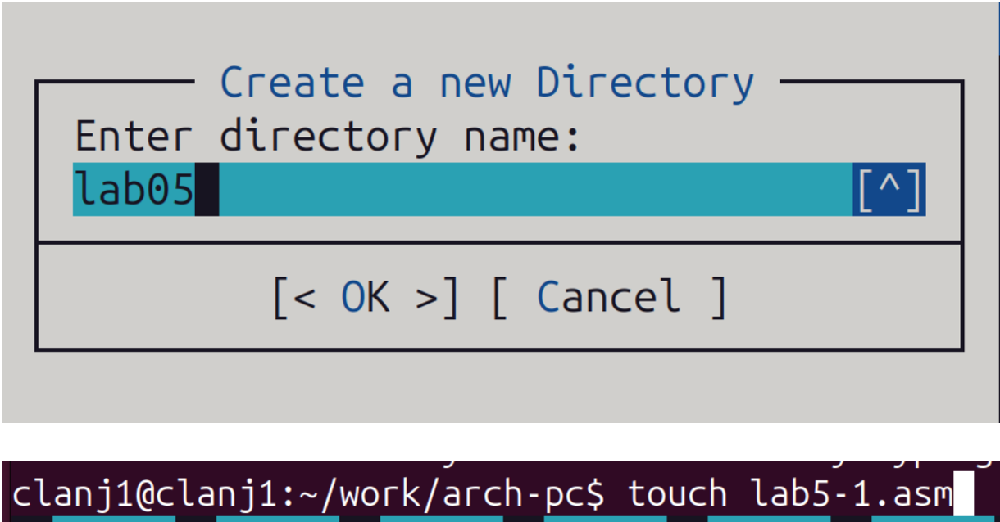 Create a new Directory
Enter directory name:
lab05 [^]
[< OK >] [ Cancel ]
clanj1@clanj1:~/work/arch-pc$ touch lab5-1.asm